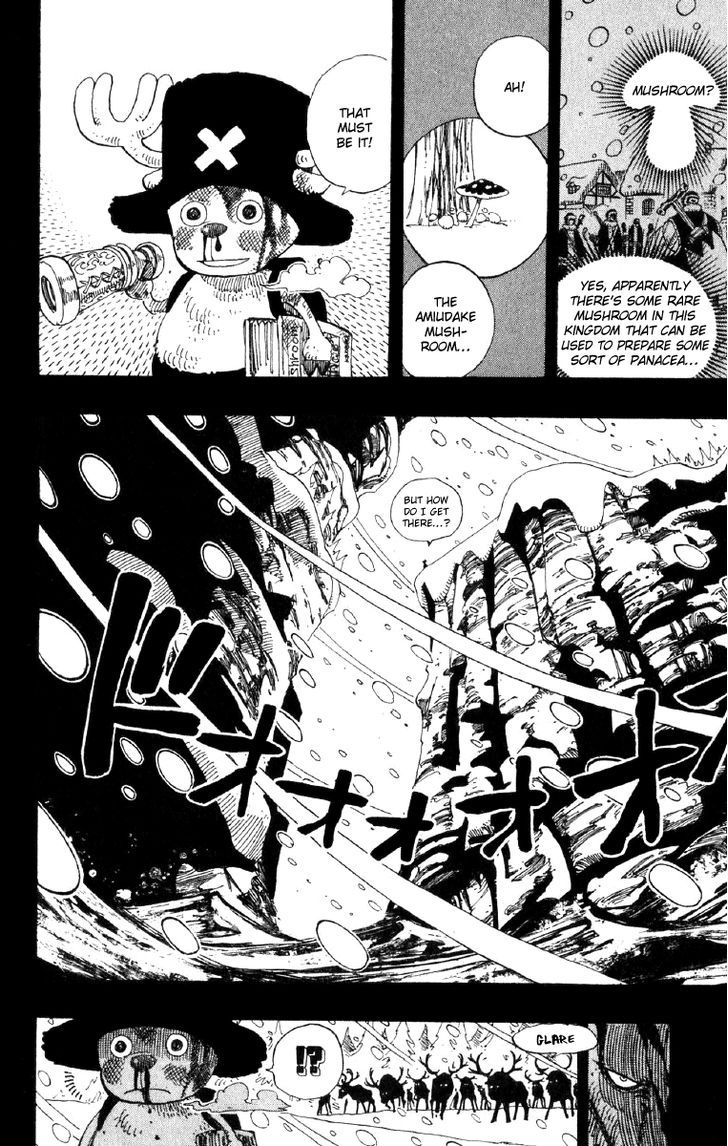 MUSHROOM?
YES, APPARENTLY
THERE'S SOME RARE
MUSHROOM IN THIS
KINGDOM THAT CAN BE
USED TO PREPARE SOME
SORT OF PANACEA...
AH!
THE
AMIUDAKE
MUSH-
ROOM...
THAT
MUST
BE IT!
BUT HOW
DO I GET
THERE...?
ドオオオオオオ
GLARE
!?